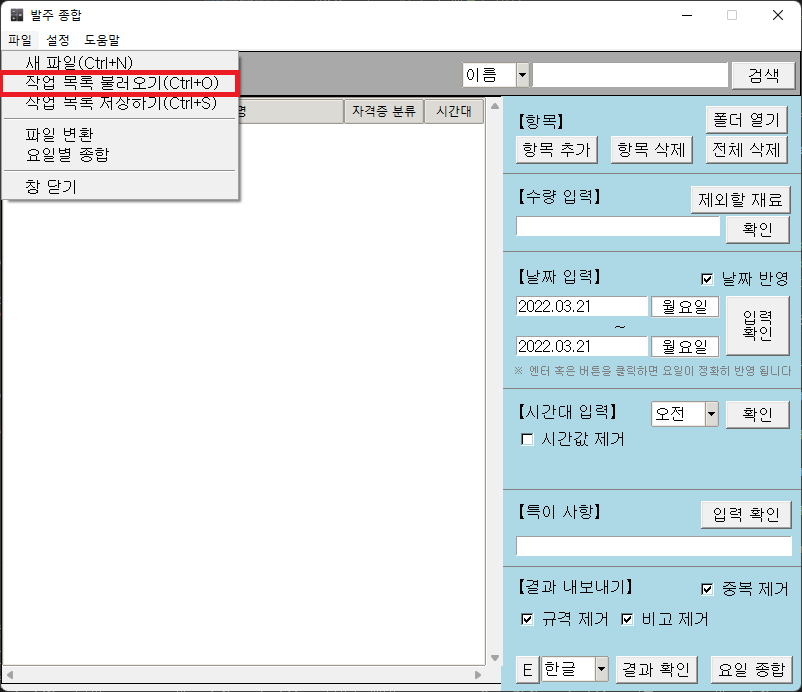 발주 종합
파일 설정 도움말
새 파일(Ctrl+N)
작업 목록 불러오기(Ctrl+O)
작업 목록 저장하기(Ctrl+S)
파일 변환
요일별 종합
창 닫기
이름 검색
명 자격증 분류 시간대
【항목】 폴더 열기
항목 추가 항목 삭제 전체 삭제
【수량 입력】 제외할 재료
확인
【날짜 입력】 날짜 반영
2022.03.21 월요일
입력
확인
~
2022.03.21 월요일
※ 엔터 혹은 버튼을 클릭하면 요일이 정확히 반영 됩니다
【시간대 입력】 오전 확인
시간값 제거
【특이 사항】 입력 확인
【결과 내보내기】 중복 제거
규격 제거 비고 제거
E 한글 결과 확인 요일 종합